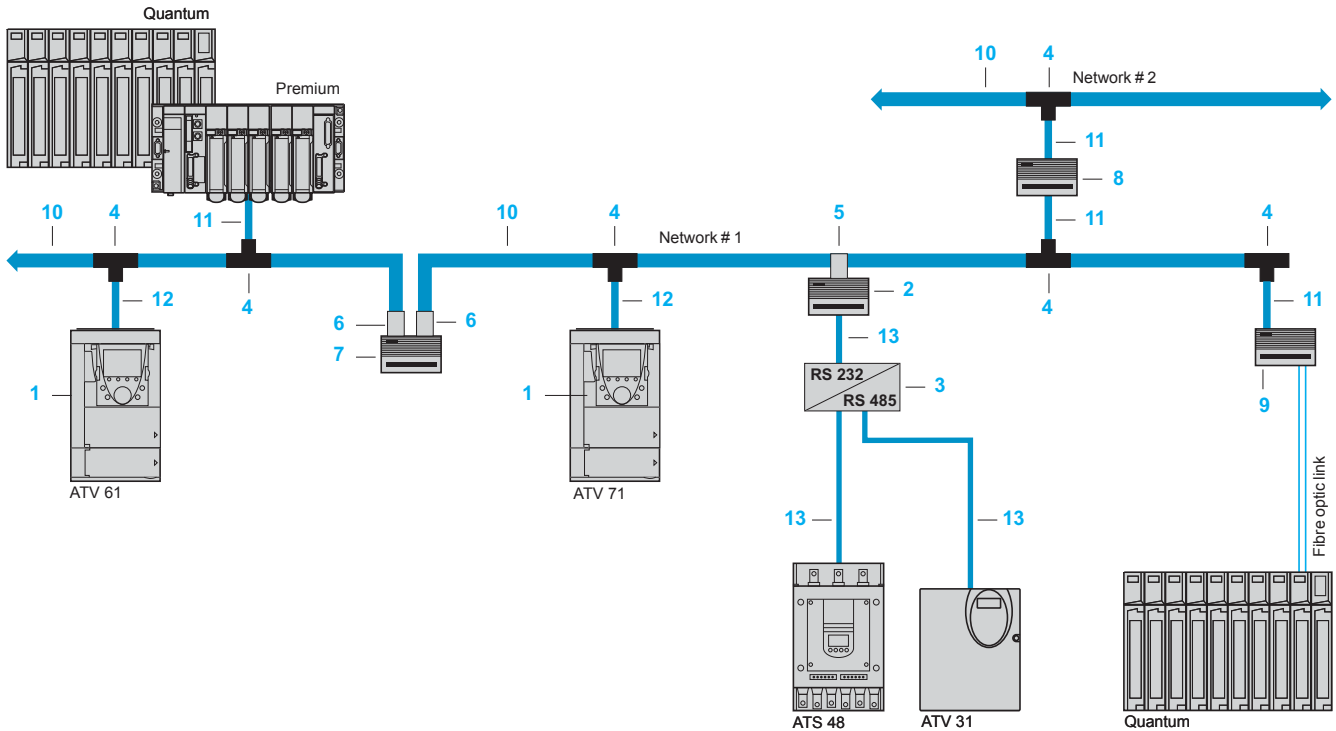 Quantum
Premium
10
4
Network # 2
11
8
11
10
4
11
10
4
Network # 1
5
4
12
4
12
2
4
11
6
6
7
13
RS 232
RS 485
3
9
1
1
ATV 61
ATV 71
13
13
Fibre optic link
ATS 48
ATV 31
Quantum